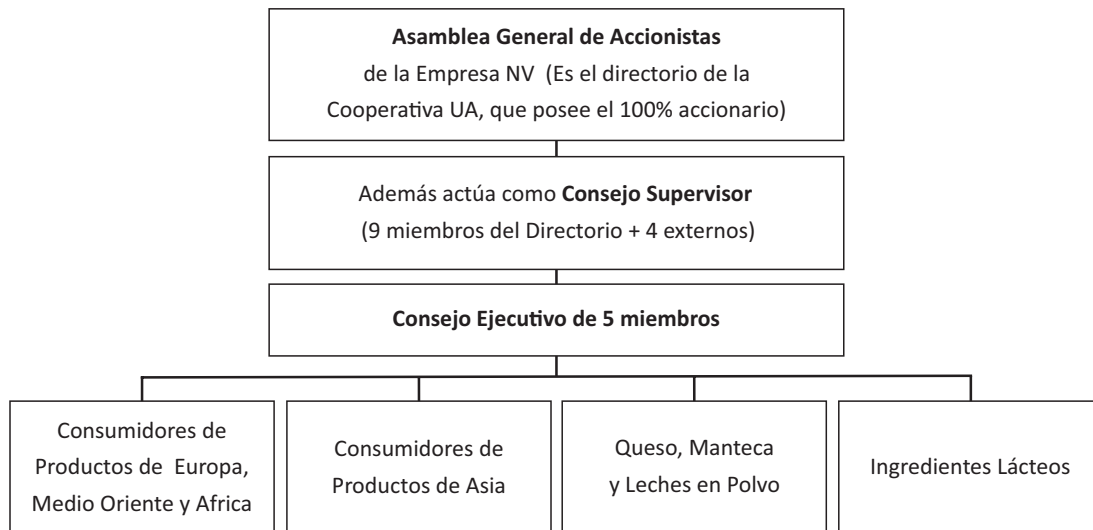 Asamblea General de Accionistas
de la Empresa NV (Es el directorio de la
Cooperativa UA, que posee el 100% accionario)
Además actúa como Consejo Supervisor
(9 miembros del Directorio + 4 externos)
Consejo Ejecutivo de 5 miembros
Consumidores de
Productos de Europa,
Medio Oriente y Africa
Consumidores de
Productos de Asia
Queso, Manteca
y Leches en Polvo
Ingredientes Lácteos